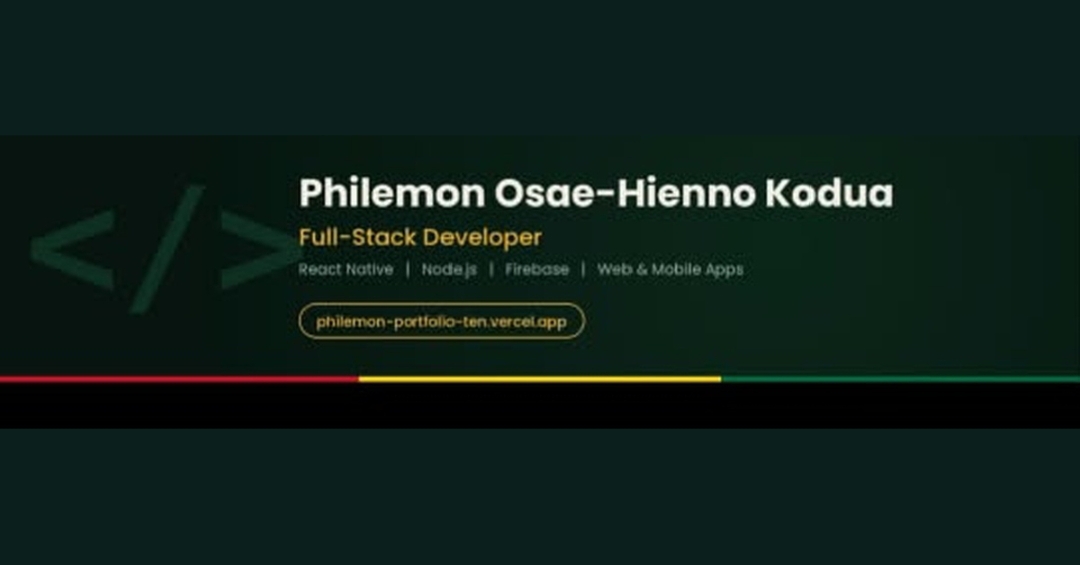 </>
Philemon Osae-Hienno Kodua
Full-Stack Developer
React Native | Node.js | Firebase | Web & Mobile Apps
philemon-portfolio-ten.vercel.app